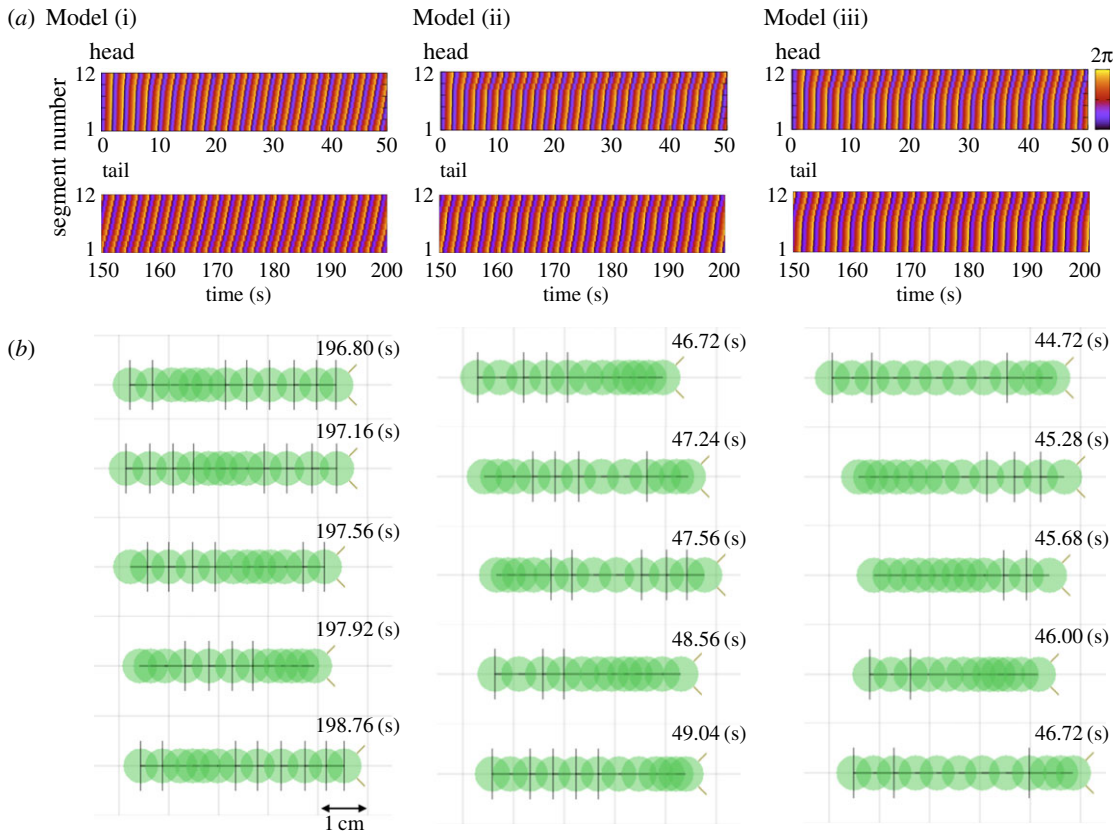 (a) Model (i) Model (ii) Model (iii)
head head head 2π
12 12 12
segment number
1 1 1 0
0 10 20 30 40 50 0 10 20 30 40 50 0 10 20 30 40 50
tail tail tail
12 12 12
1 1 1
150 160 170 180 190 200 150 160 170 180 190 200 150 160 170 180 190 200
time (s) time (s) time (s)
(b) 196.80 (s) 46.72 (s) 44.72 (s)
197.16 (s) 47.24 (s) 45.28 (s)
197.56 (s) 47.56 (s) 45.68 (s)
197.92 (s) 48.56 (s) 46.00 (s)
198.76 (s) 49.04 (s) 46.72 (s)
1 cm